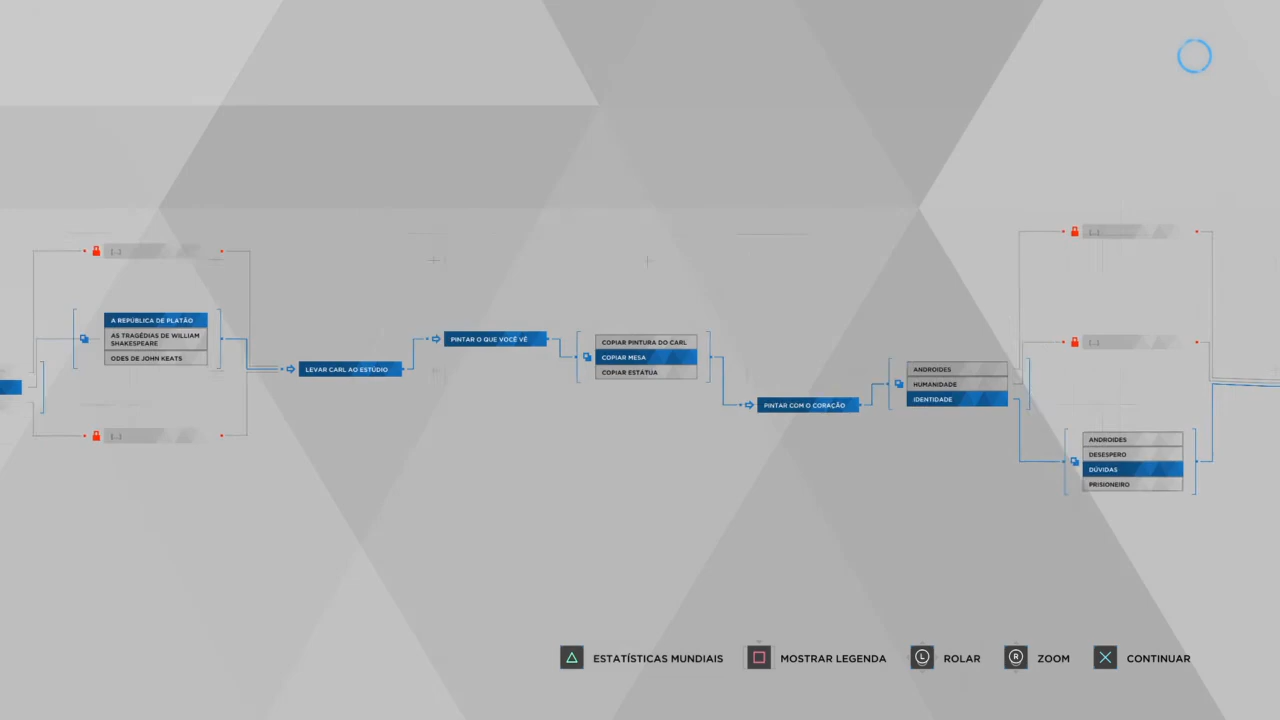 [...]
A REPÚBLICA DE PLATÃO
AS TRAGÉDIAS DE WILLIAM
SHAKESPEARE
ODES DE JOHN KEATS
[...]
LEVAR CARL AO ESTÚDIO
PINTAR O QUE VOCÊ VÊ
COPIAR PINTURA DO CARL
COPIAR MESA
COPIAR ESTÁTUA
PINTAR COM O CORAÇÃO
ANDROIDES
HUMANIDADE
IDENTIDADE
[...]
[...]
ANDROIDES
DESESPERO
DÚVIDAS
PRISIONEIRO
ESTATÍSTICAS MUNDIAIS
MOSTRAR LEGENDA
L
ROLAR
R
ZOOM
CONTINUAR